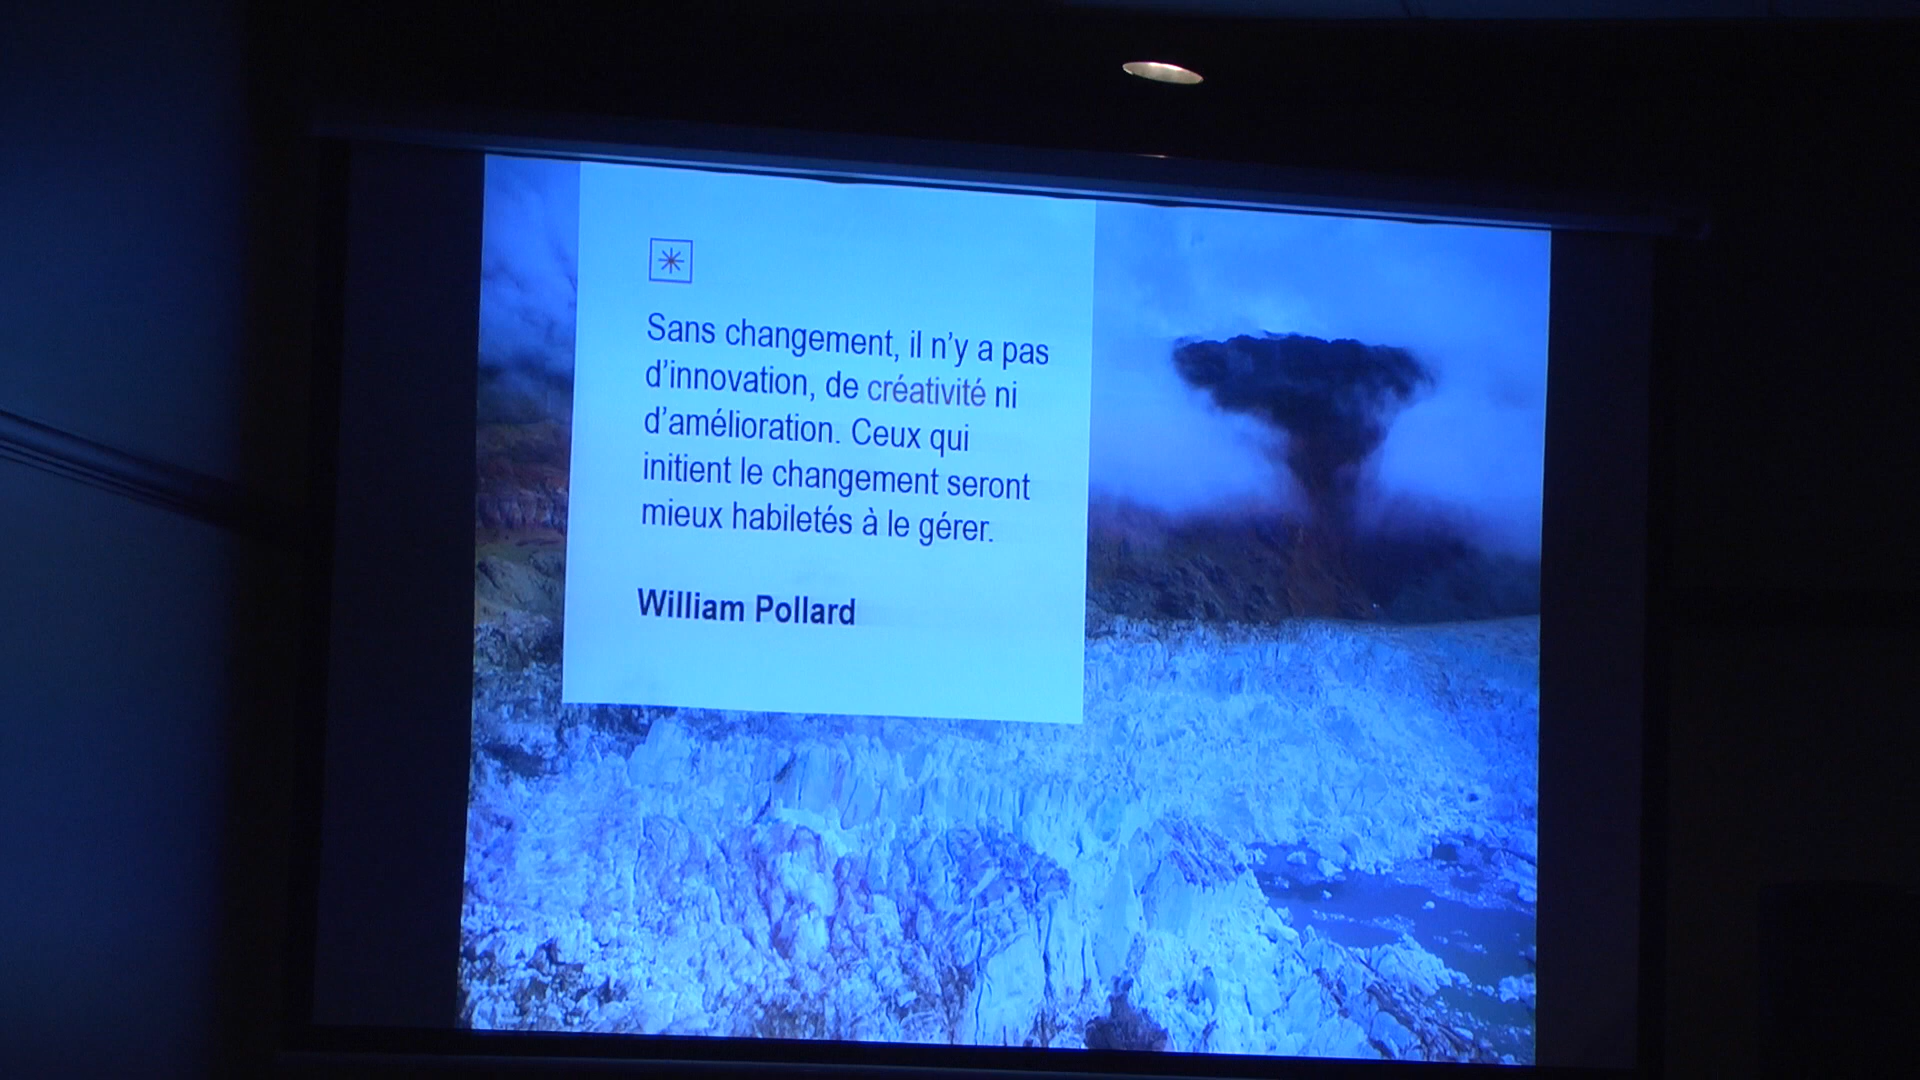 Sans changement, il n’y a pas
d’innovation, de créativité ni
d’amélioration. Ceux qui
initient le changement seront
mieux habiletés à le gérer.
William Pollard